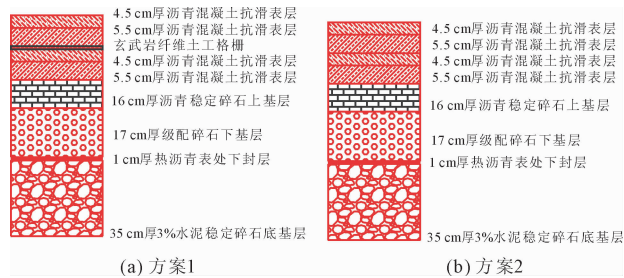 4.5 cm厚沥青混凝土抗滑表层
5.5 cm厚沥青混凝土抗滑表层
玄武岩纤维土工格栅
4.5 cm厚沥青混凝土抗滑表层
5.5 cm厚沥青混凝土抗滑表层
16 cm厚沥青稳定碎石上基层
17 cm厚级配碎石下基层
1 cm厚热沥青表处下封层
35 cm厚3%水泥稳定碎石底基层
(a) 方案1
4.5 cm厚沥青混凝土抗滑表层
5.5 cm厚沥青混凝土抗滑表层
4.5 cm厚沥青混凝土抗滑表层
5.5 cm厚沥青混凝土抗滑表层
16 cm厚沥青稳定碎石上基层
17 cm厚级配碎石下基层
1 cm厚热沥青表处下封层
35 cm厚3%水泥稳定碎石底基层
(b) 方案2